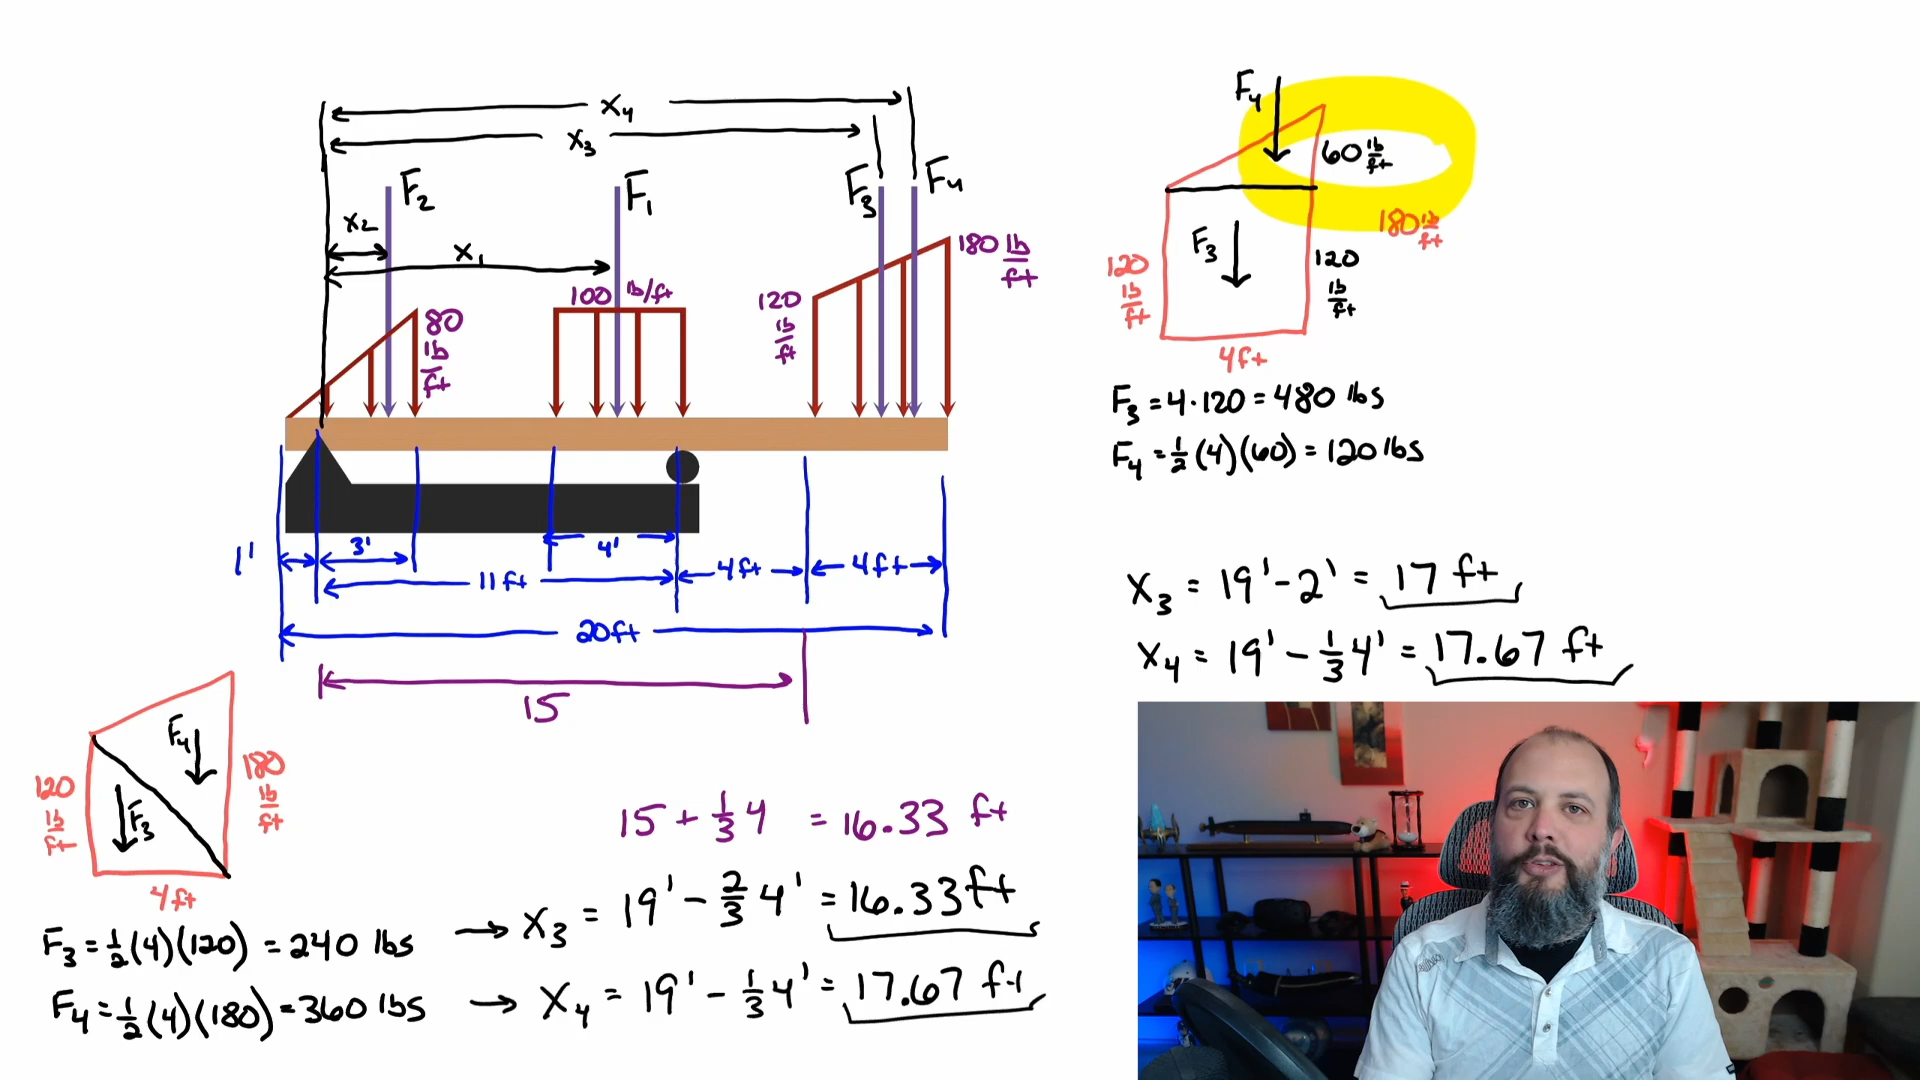 x₄
x₃
F₂
F₁
F₃
F₄
x₂
x₁
80 lb/ft
100 lb/ft
120 lb/ft
180 lb/ft
1'
3'
4'
11ft
4ft
4ft
20ft
15
F₄
60 lb/ft
180 lb/ft
F₃
120 lb/ft
120 lb/ft
4ft
F₃ = 4·120 = 480 lbs
F₄ = ½(4)(60) = 120 lbs
x₃ = 19' - 2' = 17 ft
x₄ = 19' - ⅓4' = 17.67 ft
F₄
F₃
120 lb/ft
180 lb/ft
4ft
F₃ = ½(4)(120) = 240 lbs
F₄ = ½(4)(180) = 360 lbs
15 + ⅓4 = 16.33 ft
→ x₃ = 19' - ⅔4' = 16.33ft
→ x₄ = 19' - ⅓4' = 17.67 ft